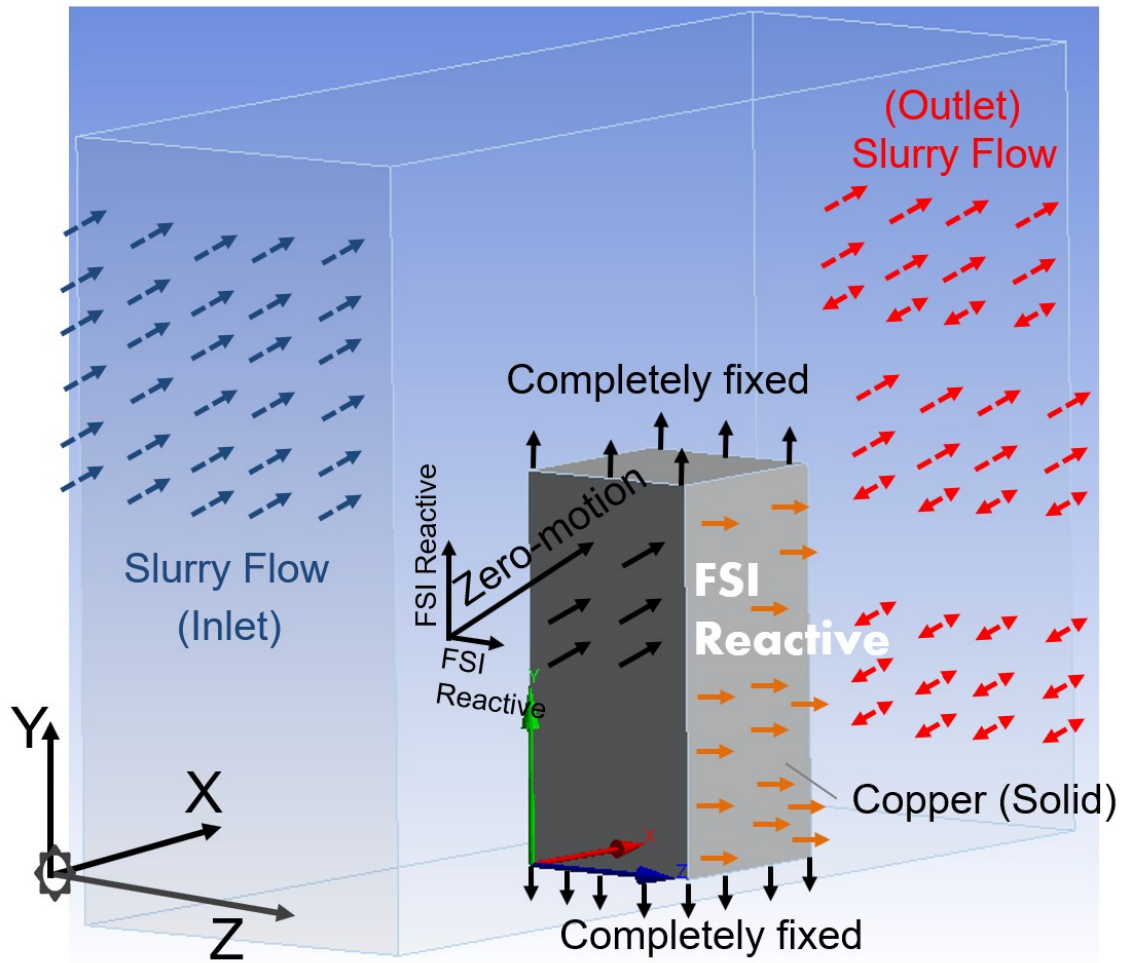 (Outlet)
Slurry Flow
Completely fixed
FSI Reactive
Zero-motion
FSI
Reactive
FSI
Reactive
Slurry Flow
(Inlet)
Y
X
Z
Y
X
Z
Copper (Solid)
Completely fixed